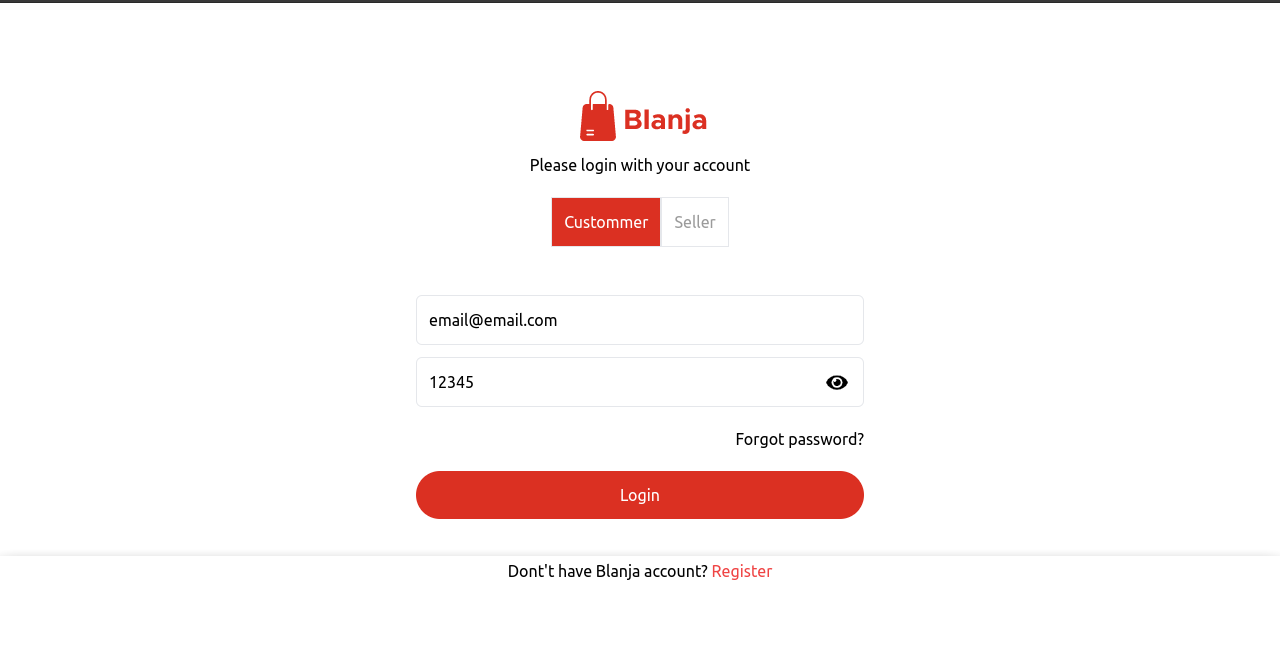 Blanja
Please login with your account
Custommer Seller
email@email.com
12345
Forgot password?
Login
Dont't have Blanja account? Register